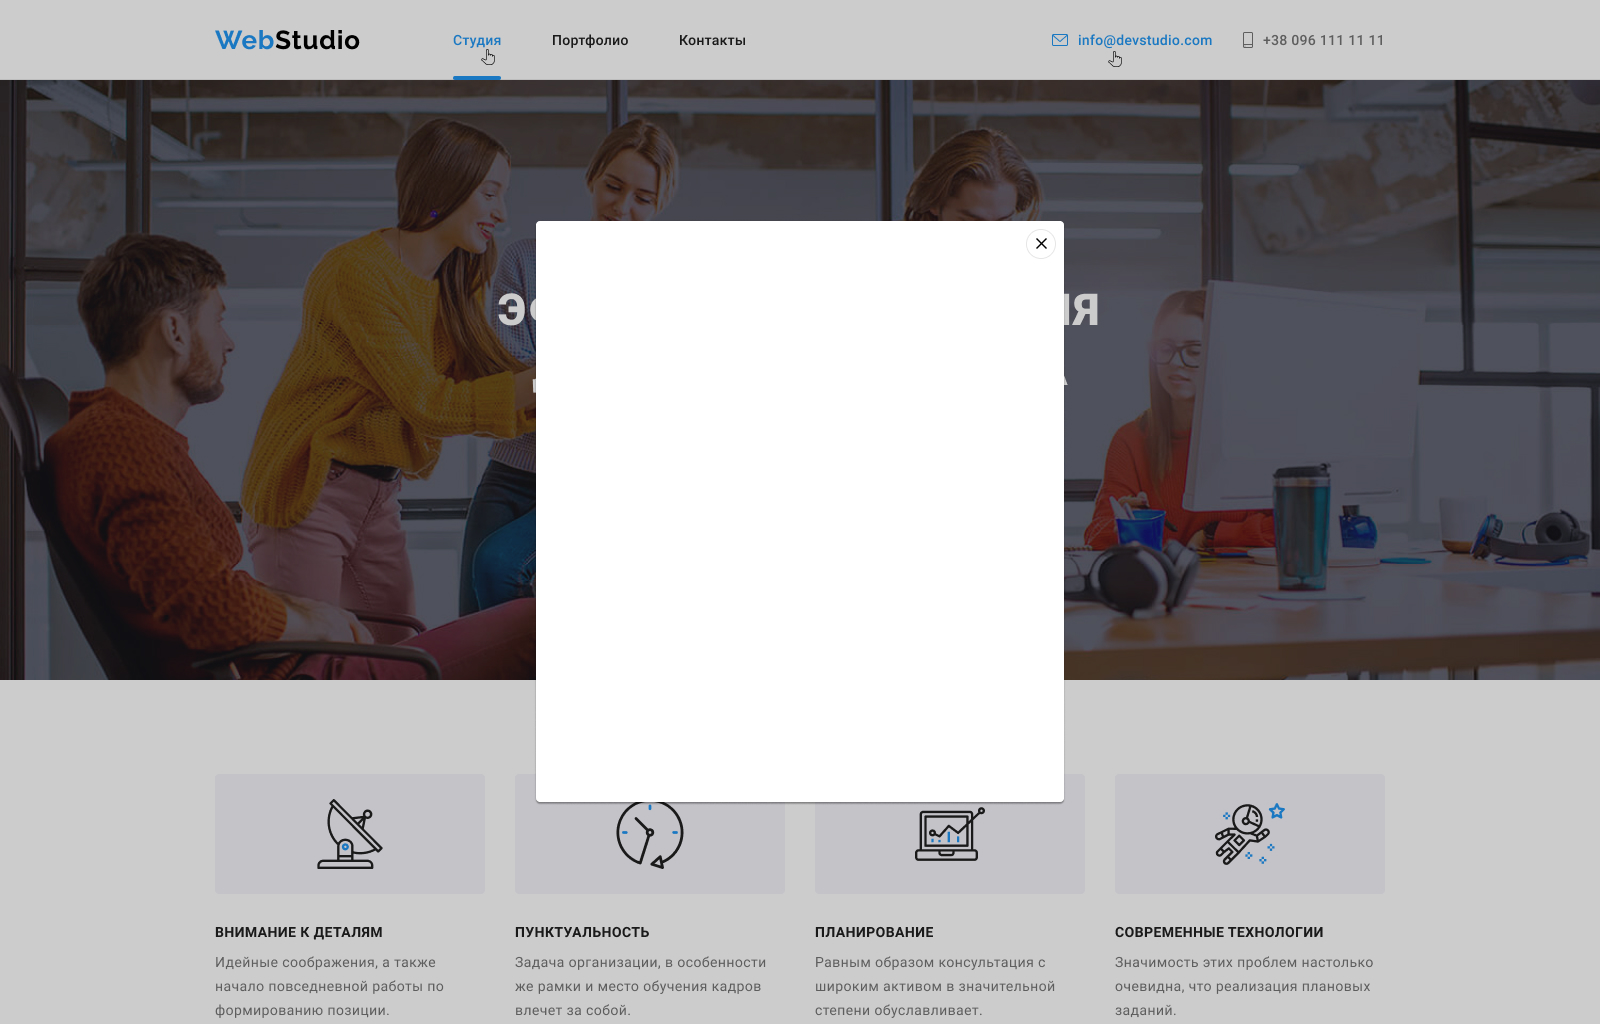 WebStudio
Студия
Портфолио
Контакты
info@devstudio.com
+38 096 111 11 11
ВНИМАНИЕ К ДЕТАЛЯМ
Идейные соображения, а также
начало повседневной работы по
формированию позиции.
ПУНКТУАЛЬНОСТЬ
Задача организации, в особенности
же рамки и место обучения кадров
влечет за собой.
ПЛАНИРОВАНИЕ
Равным образом консультация с
широким активом в значительной
степени обуславливает.
СОВРЕМЕННЫЕ ТЕХНОЛОГИИ
Значимость этих проблем настолько
очевидна, что реализация плановых
заданий.